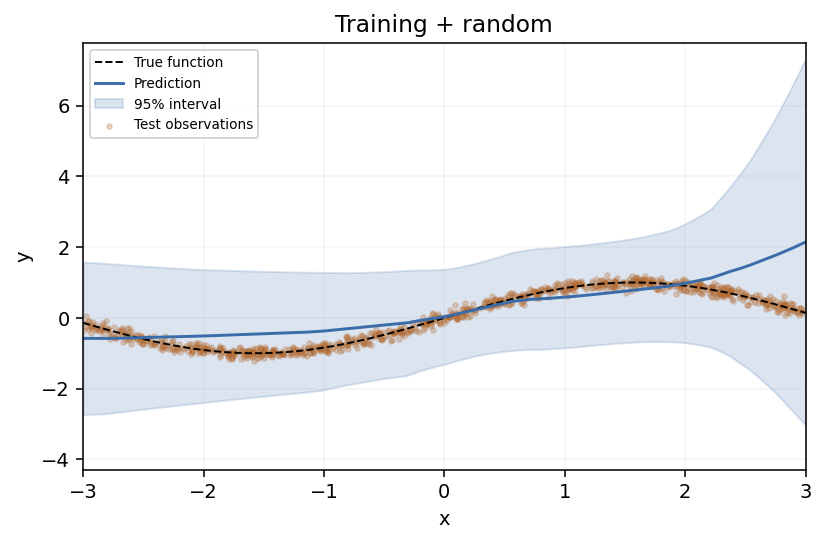 Training + random
True function
Prediction
95% interval
Test observations
y
6
4
2
0
−2
−4
−3
−2
−1
0
1
2
3
x